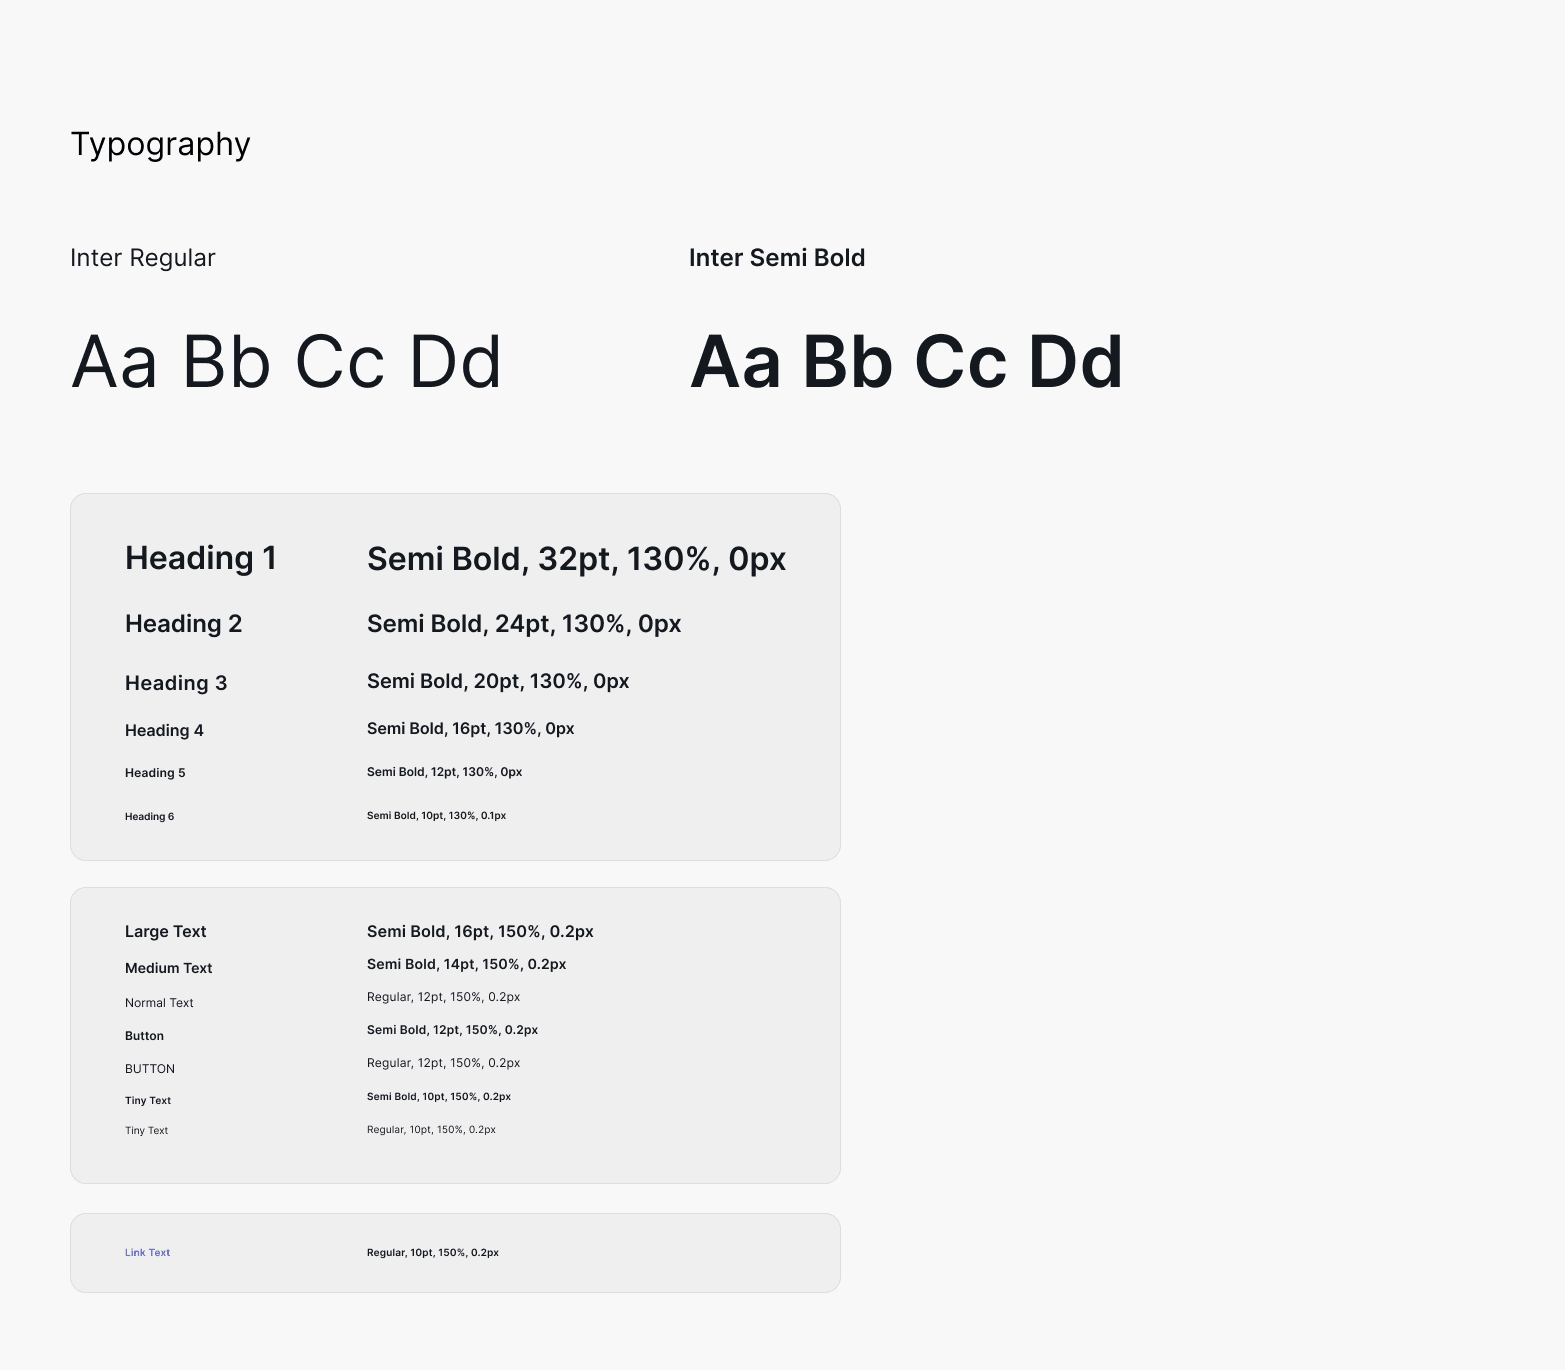 Typography
Inter Regular
Inter Semi Bold
Aa Bb Cc Dd
Aa Bb Cc Dd
Heading 1
Semi Bold, 32pt, 130%, 0px
Heading 2
Semi Bold, 24pt, 130%, 0px
Heading 3
Semi Bold, 20pt, 130%, 0px
Heading 4
Semi Bold, 16pt, 130%, 0px
Heading 5
Semi Bold, 12pt, 130%, 0px
Heading 6
Semi Bold, 10pt, 130%, 0.1px
Large Text
Semi Bold, 16pt, 150%, 0.2px
Medium Text
Semi Bold, 14pt, 150%, 0.2px
Normal Text
Regular, 12pt, 150%, 0.2px
Button
Semi Bold, 12pt, 150%, 0.2px
BUTTON
Regular, 12pt, 150%, 0.2px
Tiny Text
Semi Bold, 10pt, 150%, 0.2px
Tiny Text
Regular, 10pt, 150%, 0.2px
Link Text
Regular, 10pt, 150%, 0.2px